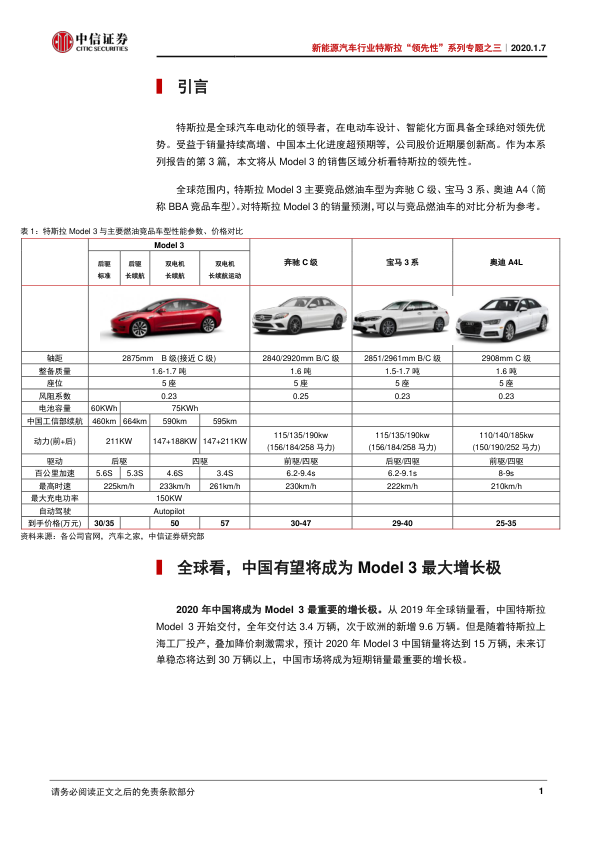 中信证券
CITIC SECURITIES
新能源汽车行业特斯拉“领先性”系列专题之三｜2020.1.7
引言
特斯拉是全球汽车电动化的领导者，在电动车设计、智能化方面具备全球绝对领先优
势。受益于销量持续高增、中国本土化进度超预期等，公司股价近期屡创新高。作为本系
列报告的第 3 篇，本文将从 Model 3 的销售区域分析看特斯拉的领先性。
全球范围内，特斯拉 Model 3 主要竞品燃油车型为奔驰 C 级、宝马 3 系、奥迪 A4（简
称 BBA 竞品车型）。对特斯拉 Model 3 的销量预测，可以与竞品燃油车的对比分析为参考。
表 1：特斯拉 Model 3 与主要燃油竞品车型性能参数、价格对比
Model 3
后驱 后驱 双电机 双电机 奔驰 C 级 宝马 3 系 奥迪 A4L
标准 长续航 长续航 长续航运动
轴距 2875mm B 级(接近 C 级) 2840/2920mm B/C 级 2851/2961mm B/C 级 2908mm C 级
整备质量 1.6-1.7 吨 1.6 吨 1.5-1.7 吨 1.6 吨
座位 5 座 5 座 5 座 5 座
风阻系数 0.23 0.25 0.23 0.23
电池容量 60KWh 75KWh
中国工信部续航 460km 664km 590km 595km
动力(前+后) 211KW 147+188KW 147+211KW 115/135/190kw 115/135/190kw 110/140/185kw
(156/184/258 马力) (156/184/258 马力) (150/190/252 马力)
驱动 后驱 四驱 前驱/四驱 后驱/四驱 前驱/四驱
百公里加速 5.6S 5.3S 4.6S 3.4S 6.2-9.4s 6.2-9.1s 8-9s
最高时速 225km/h 233km/h 261km/h 230km/h 222km/h 210km/h
最大充电功率 150KW
自动驾驶 Autopilot
到手价格(万元) 30/35 50 57 30-47 29-40 25-35
资料来源：各公司官网，汽车之家，中信证券研究部
全球看，中国有望将成为 Model 3 最大增长极
2020 年中国将成为 Model 3 最重要的增长极。从 2019 年全球销量看，中国特斯拉
Model 3 开始交付，全年交付达 3.4 万辆，次于欧洲的新增 9.6 万辆。但是随着特斯拉上
海工厂投产，叠加降价刺激需求，预计 2020 年 Model 3 中国销量将达到 15 万辆，未来订
单稳态将达到 30 万辆以上，中国市场将成为短期销量最重要的增长极。
请务必阅读正文之后的免责条款部分
1